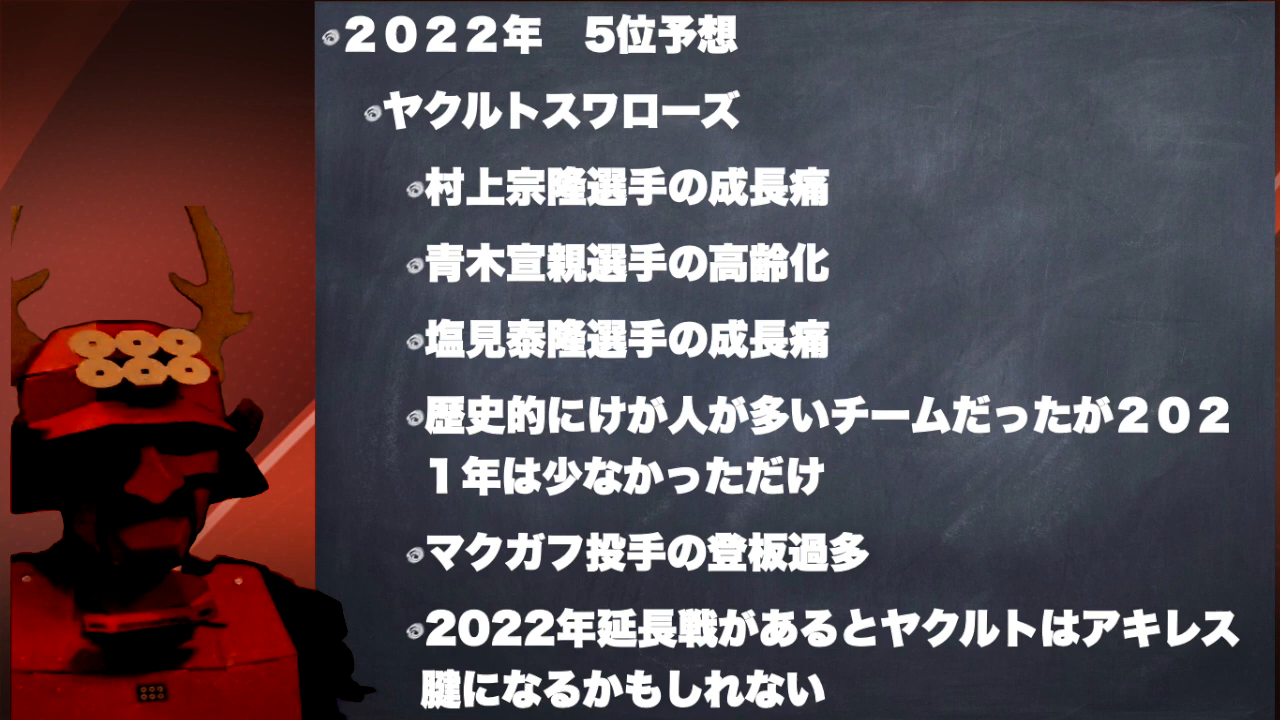 ２０２２年　5位予想
ヤクルトスワローズ
村上宗隆選手の成長痛
青木宣親選手の高齢化
塩見泰隆選手の成長痛
歴史的にけが人が多いチームだったが２０２
１年は少なかっただけ
マクガフ投手の登板過多
2022年延長戦があるとヤクルトはアキレス
腱になるかもしれない